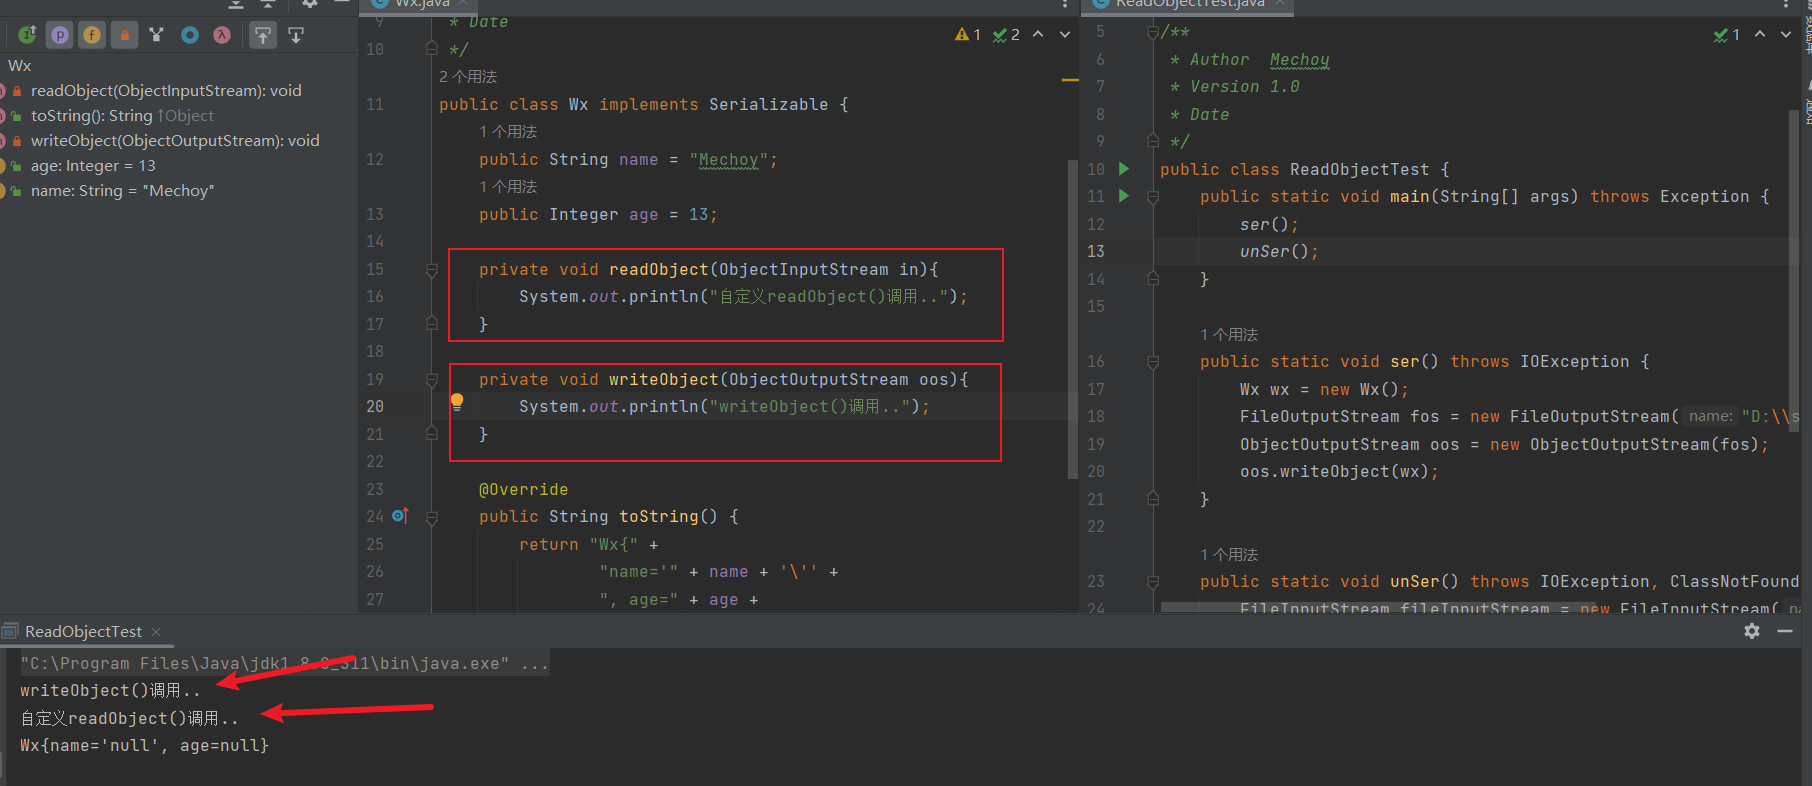 Wx.java
ReadObjectTest.java
Wx
readObject(ObjectInputStream): void
toString(): String ↑Object
writeObject(ObjectOutputStream): void
age: Integer = 13
name: String = "Mechoy"
9 * Date
10 */
2 个用法
11 public class Wx implements Serializable {
1 个用法
12 public String name = "Mechoy";
1 个用法
13 public Integer age = 13;
14
15 private void readObject(ObjectInputStream in){
16 System.out.println("自定义readObject()调用..");
17 }
18
19 private void writeObject(ObjectOutputStream oos){
20 System.out.println("writeObject()调用..");
21 }
22
23 @Override
24 public String toString() {
25 return "Wx{" +
26 "name='" + name + '\'' +
27 ", age=" + age +
1 2
5 /**
6 * Author Mechoy
7 * Version 1.0
8 * Date
9 */
10 public class ReadObjectTest {
11 public static void main(String[] args) throws Exception {
12 ser();
13 unSer();
14 }
15
1 个用法
16 public static void ser() throws IOException {
17 Wx wx = new Wx();
18 FileOutputStream fos = new FileOutputStream( name: "D:\\s
19 ObjectOutputStream oos = new ObjectOutputStream(fos);
20 oos.writeObject(wx);
21 }
22
1 个用法
23 public static void unSer() throws IOException, ClassNotFound
24 FileInputStream fileInputStream = new FileInputStream(
1
ReadObjectTest
"C:\Program Files\Java\jdk1.8.0_311\bin\java.exe" ...
writeObject()调用..
自定义readObject()调用..
Wx{name='null', age=null}